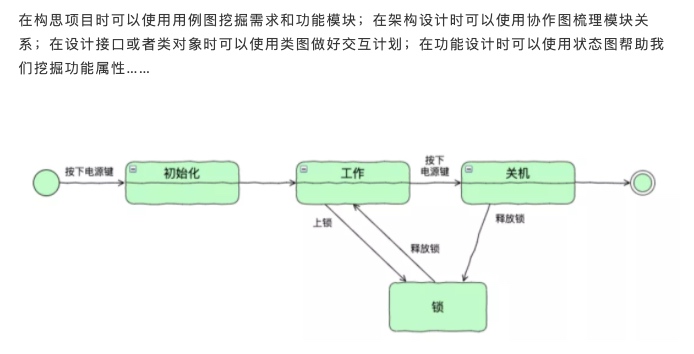 在构思项目时可以使用用例图挖掘需求和功能模块；在架构设计时可以使用协作图梳理模块关
系；在设计接口或者类对象时可以使用类图做好交互计划；在功能设计时可以使用状态图帮助我
们挖掘功能属性......
按下电源键
初始化
工作
按下
电源键
关机
上锁
释放锁
释放锁
锁